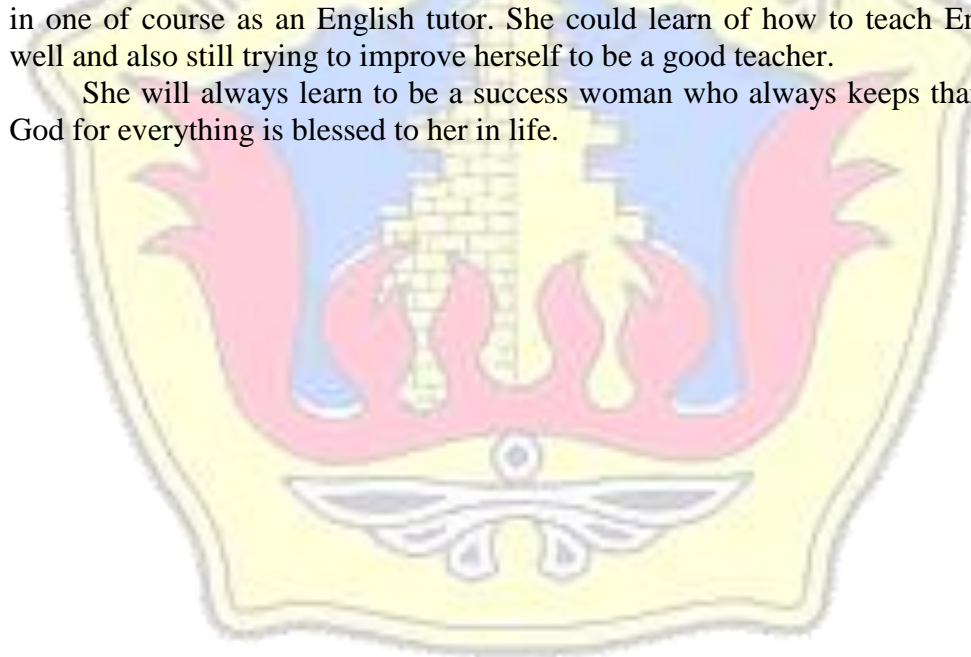 in one of course as an English tutor. She could learn of how to teach
well and also still trying to improve herself to be a good teacher.
She will always learn to be a success woman who always keeps
God for everything is blessed to her in life.